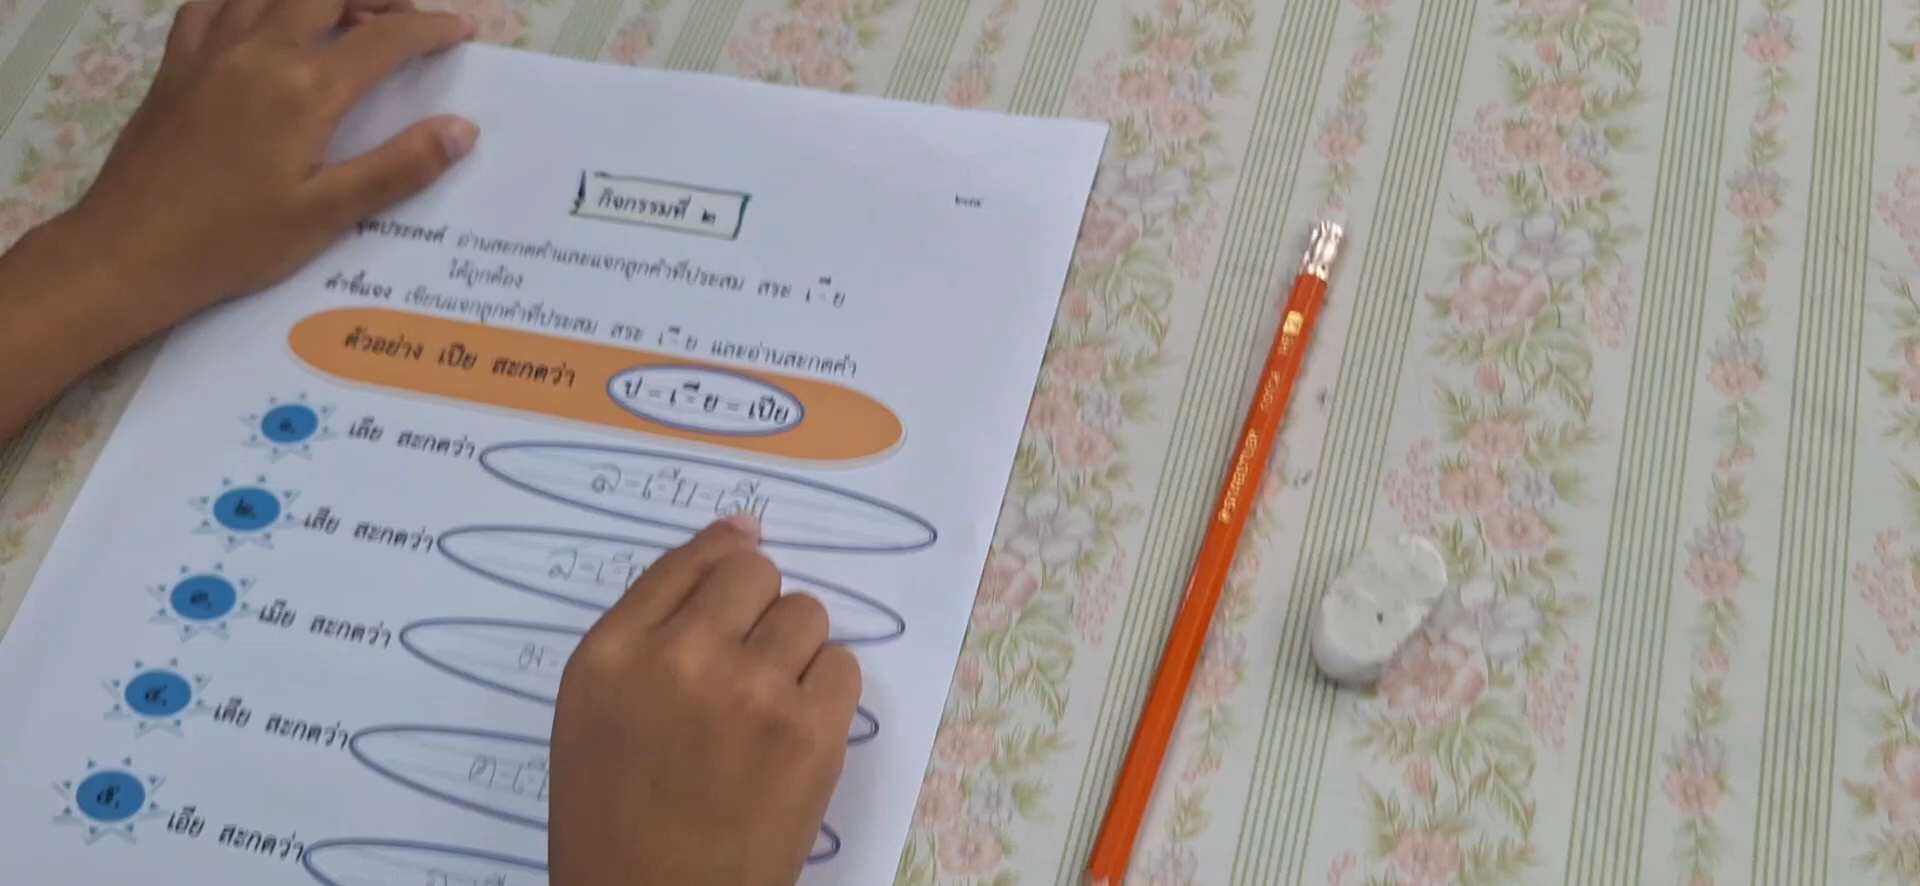 กิจกรรมที่ ๒
จุดประสงค์ อ่านสะกดคำและแจกลูกคำที่ประสม สระ เ-ีย
ได้ถูกต้อง
คำชี้แจง เขียนแจกลูกคำที่ประสม สระ เ-ีย และอ่านสะกดคำ
ตัวอย่าง เปีย สะกดว่า ป - เ-ีย - เปีย
๑. เลีย สะกดว่า ล-เ-ีย-เลีย
๒. เสีย สะกดว่า ส-เ-ีย
๓. เมีย สะกดว่า ม-
๔. เคีย สะกดว่า ค-เ-ี
๕. เอีย สะกดว่า
STAEDTLER